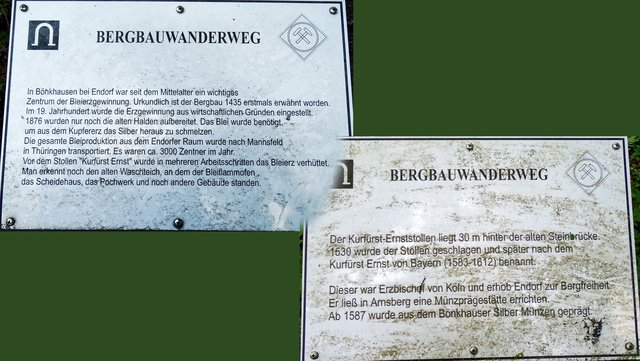 BERGBAUWANDERWEG
In Bönkhausen bei Endorf war seit dem Mittelalter ein wichtiges
Zentrum der Bleierzgewinnung. Urkundlich ist der Bergbau 1435 erstmals erwähnt worden.
Im 19. Jahrhundert wurde die Erzgewinnung aus wirtschaftlichen Gründen eingestellt.
1876 wurden nur noch die alten Halden aufbereitet. Das Blei wurde benötigt,
um aus dem Kupfererz das Silber heraus zu schmelzen.
Die gesamte Bleiproduktion aus dem Endorfer Raum wurde nach Mannsfeld
in Thüringen transportiert. Es waren ca. 3000 Zentner im Jahr.
Vor dem Stollen "Kurfürst Ernst" wurde in mehreren Arbeitsschritten das Bleierz verhüttet.
Man erkennt noch den alten Waschteich, an dem der Bleiflammofen,
das Scheidehaus, das Pochwerk und noch andere Gebäude standen.
BERGBAUWANDERWEG
Der Kurfürst-Ernststollen liegt 30 m hinter der alten Steinbrücke.
1530 wurde der Stollen geschlagen und später nach dem
Kurfürst Ernst von Bayern (1583-1612) benannt.
Dieser war Erzbischof von Köln und erhob Endorf zur Bergfreiheit.
Er ließ in Arnsberg eine Münzprägestätte errichten.
Ab 1587 wurde aus dem Bönkhauser Silber Münzen geprägt.